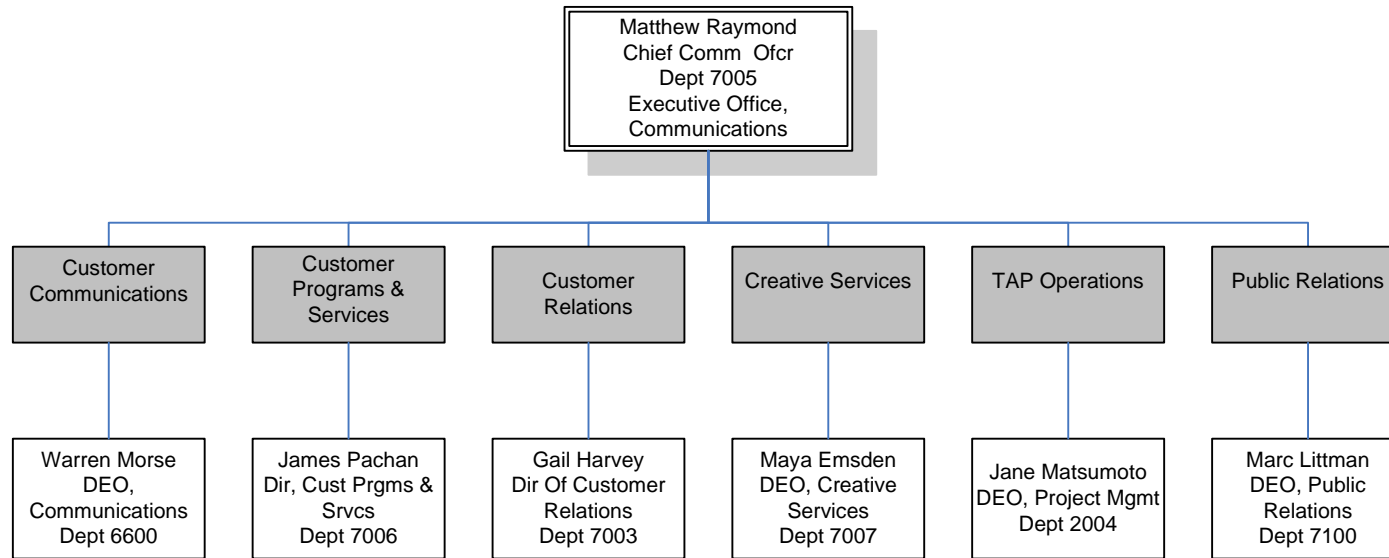 Matthew Raymond
Chief Comm Ofcr
Dept 7005
Executive Office,
Communications
Customer
Communications
Customer
Programs &
Services
Customer
Relations
Creative Services
TAP Operations
Public Relations
Warren Morse
DEO,
Communications
Dept 6600
James Pachan
Dir, Cust Prgms &
Srvcs
Dept 7006
Gail Harvey
Dir Of Customer
Relations
Dept 7003
Maya Emsden
DEO, Creative
Services
Dept 7007
Jane Matsumoto
DEO, Project Mgmt
Dept 2004
Marc Littman
DEO, Public
Relations
Dept 7100